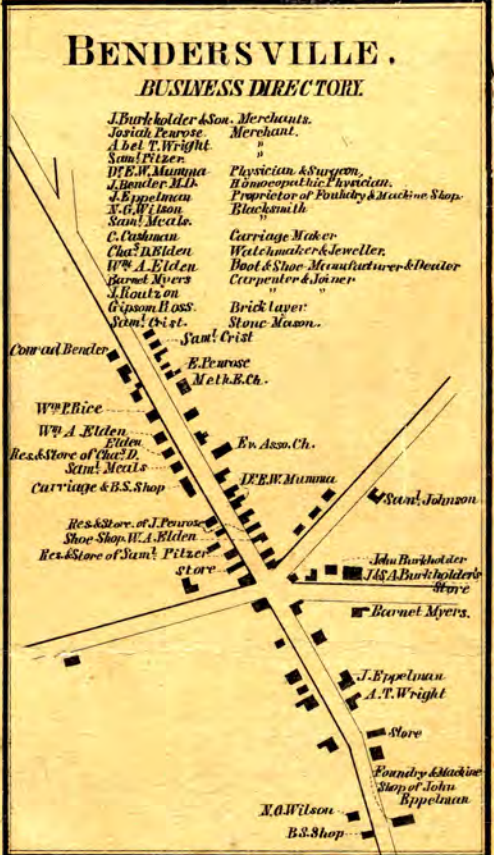 BENDERSVILLE.
BUSINESS DIRECTORY.
J. Burkholder & Son. Merchants.
Josiah Penrose Merchant.
Abel T. Wright "
Saml. Pitzer "
Dr. E.W. Mumma Physician & Surgeon,
J. Bender M.D. Homoeopathic Physician.
J. Eppelman Proprietor of Foundry & Machine Shop
N.G. Wilson Blacksmith
Saml. Meals. "
C. Cashman Carriage Maker
Chas. D. Elden Watchmaker & Jeweller,
Wm. A. Elden Boot & Shoe Manufacturer & Dealer
Barnet Myers Carpenter & Joiner
J. Routzon " "
Gipsom Ross. Brick layer
Saml. Crist. Stone Mason.
Saml. Crist
Conrad Bender
E. Penrose
Meth. E. Ch.
Wm. P. Rice
Wm. A. Elden
Elden
Res. & Store of Chas. D.
Saml. Meals
Carriage & B.S. Shop
Ev. Asso. Ch.
Dr. E.W. Mumma
Saml. Johnson
Res. & Store. of J. Penrose
Shoe Shop. W.A. Elden
Res. & Store of Saml. Pitzer
store
John Burkholder
J & S.A. Burkholder's
Store
Barnet Myers.
J. Eppelman
A.T. Wright
Store
Foundry & Machine
Shop of John
Eppelman
N.G. Wilson
B.S. Shop